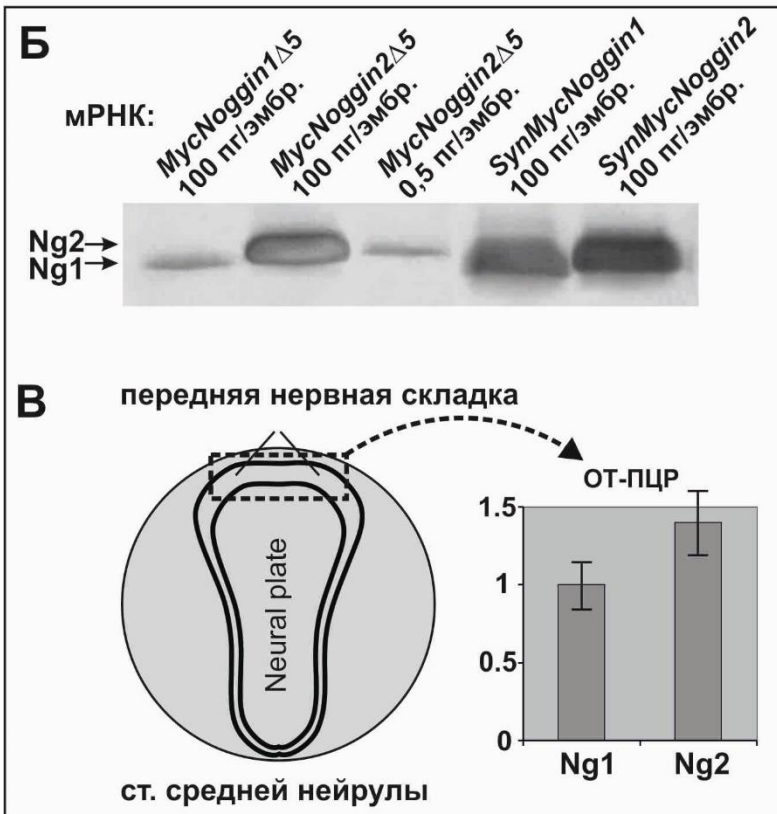 Б
мРНК:
MycNoggin1Δ5
100 пг/эмбр.
MycNoggin2Δ5
100 пг/эмбр.
MycNoggin2Δ5
0,5 пг/эмбр.
SynMycNoggin1
100 пг/эмбр.
SynMycNoggin2
100 пг/эмбр.
Ng2→
Ng1→
В
передняя нервная складка
Neural plate
ст. средней нейрулы
ОТ-ПЦР
1.5
1
0.5
0
Ng1 Ng2